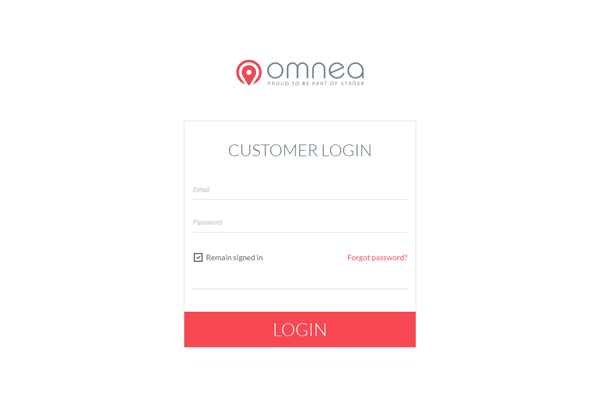 omnea
PROUD TO BE PART OF STRÖER
CUSTOMER LOGIN
Email
Password
Remain signed in
Forgot password?
LOGIN